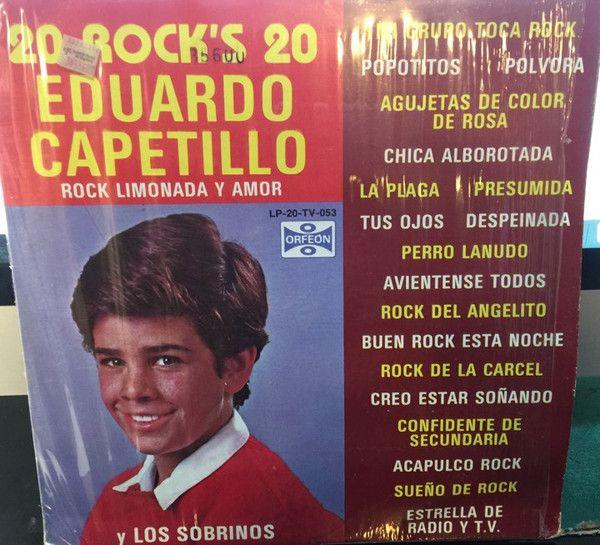 20 ROCK'S 20
15600
EDUARDO
CAPETILLO
ROCK LIMONADA Y AMOR
LP-20-TV-053
ORFEON
y LOS SOBRINOS
GRUPO TOCA ROCK
POPOTITOS POLVORA
AGUJETAS DE COLOR
DE ROSA
CHICA ALBOROTADA
LA PLAGA PRESUMIDA
TUS OJOS DESPEINADA
PERRO LANUDO
AVIENTENSE TODOS
ROCK DEL ANGELITO
BUEN ROCK ESTA NOCHE
ROCK DE LA CARCEL
CREO ESTAR SOÑANDO
CONFIDENTE DE
SECUNDARIA
ACAPULCO ROCK
SUEÑO DE ROCK
ESTRELLA DE
RADIO Y T.V.